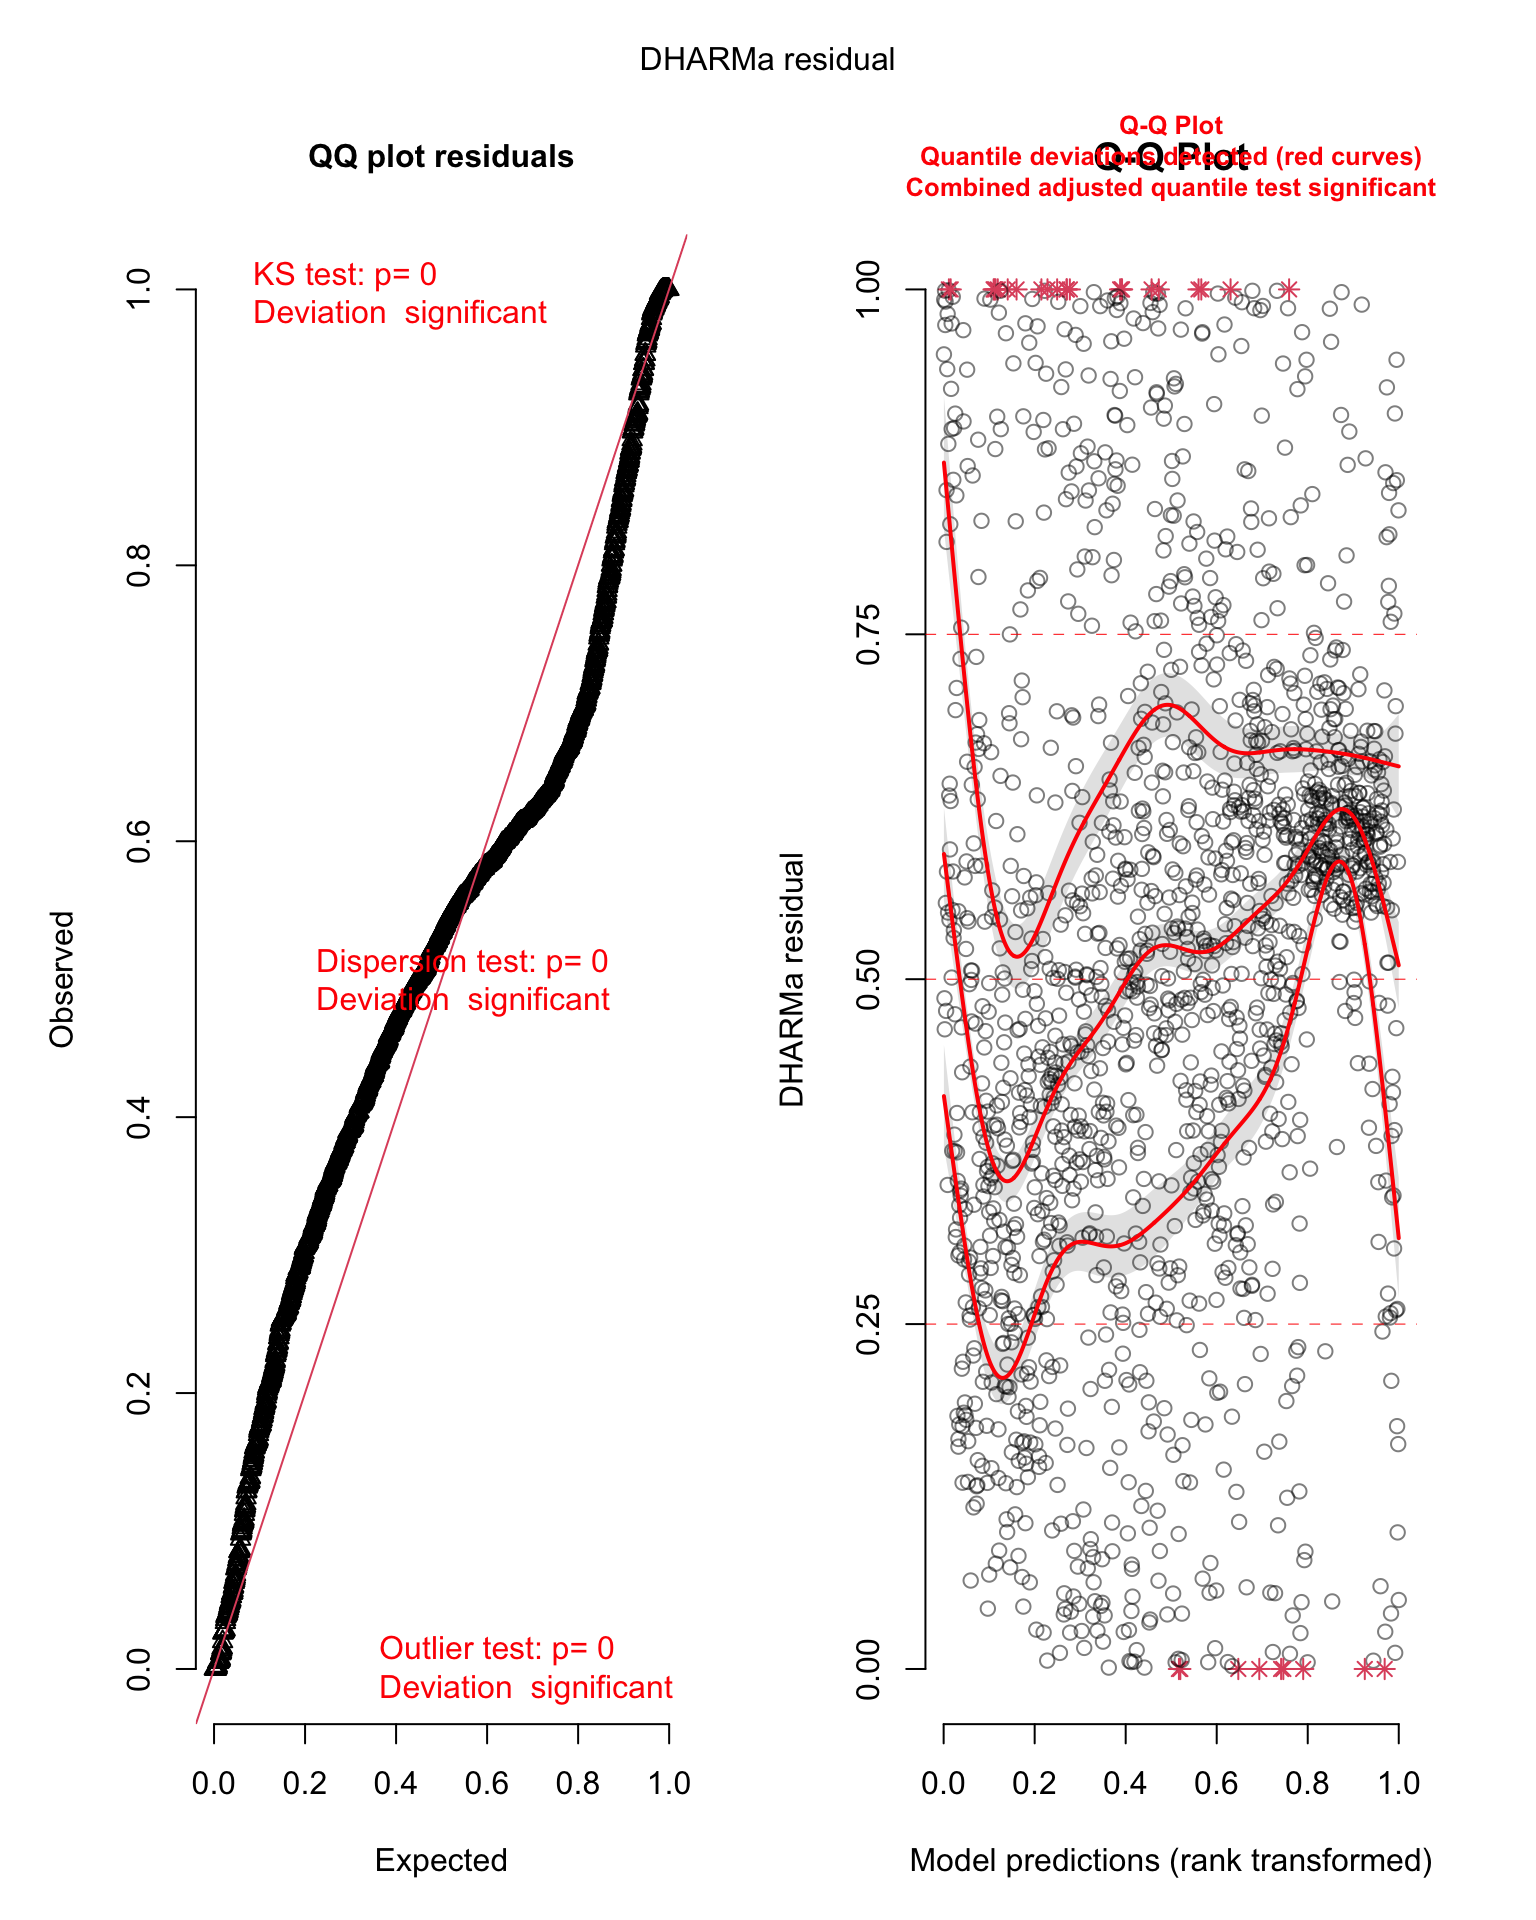 DHARMa residual
QQ plot residuals
KS test: p= 0
Deviation  significant
Dispersion test: p= 0
Deviation  significant
Outlier test: p= 0
Deviation  significant
Observed
0.0
0.2
0.4
0.6
0.8
1.0
0.0 0.2 0.4 0.6 0.8 1.0
Expected
Q-Q Plot
Q-Q Plot
Quantile deviations detected (red curves)
Combined adjusted quantile test significant
DHARMa residual
0.00
0.25
0.50
0.75
1.00
0.0 0.2 0.4 0.6 0.8 1.0
Model predictions (rank transformed)